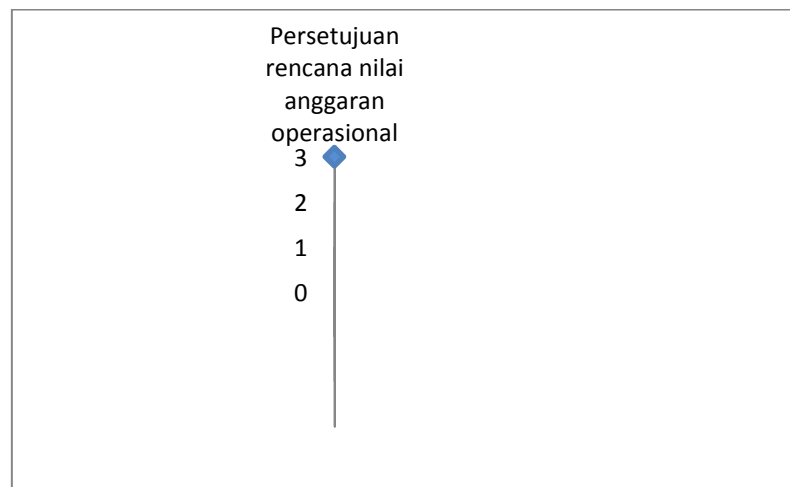 Persetujuan
rencana nilai
anggaran
operasional
3
2
1
0